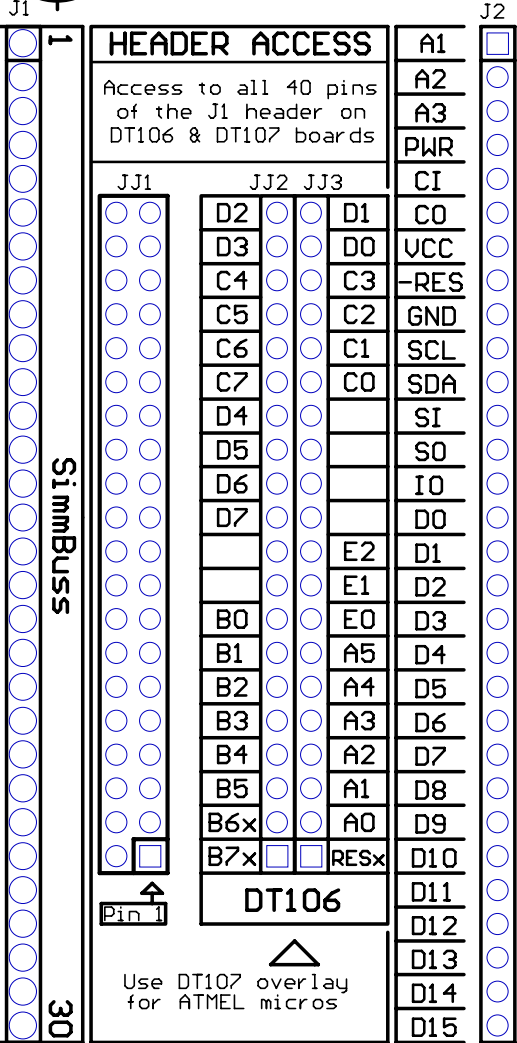 J1
J2
1
SimmBuss
30
HEADER ACCESS
Access to all 40 pins
of the J1 header on
DT106 & DT107 boards
JJ1
JJ2 JJ3
D2 D1
D3 D0
C4 C3
C5 C2
C6 C1
C7 C0
D4
D5
D6
D7
E2
E1
B0 E0
B1 A5
B2 A4
B3 A3
B4 A2
B5 A1
B6x A0
B7x RESx
Pin 1
DT106
Use DT107 overlay
for ATMEL micros
A1
A2
A3
PWR
CI
CO
VCC
-RES
GND
SCL
SDA
SI
SO
IO
D0
D1
D2
D3
D4
D5
D6
D7
D8
D9
D10
D11
D12
D13
D14
D15